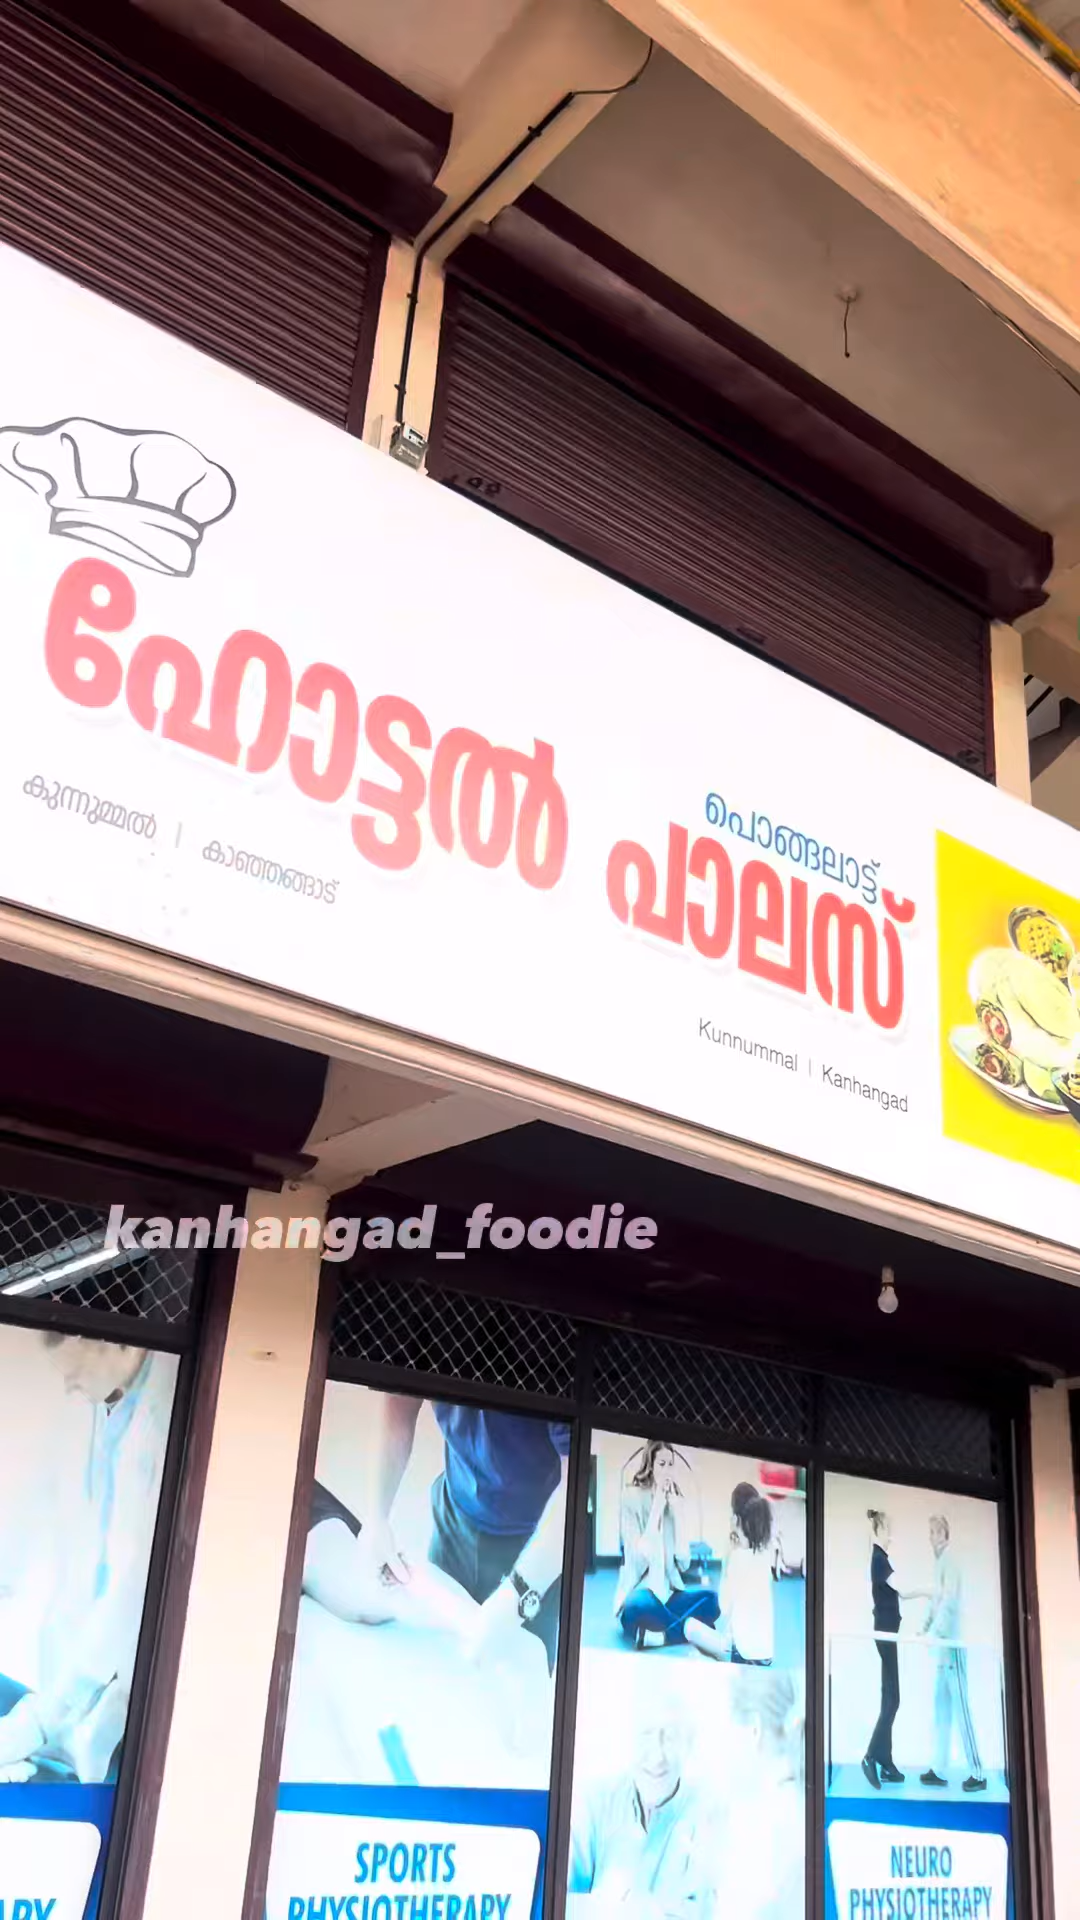 ഹോട്ടൽ
പൊങ്ങലാട്ട്
പാലസ്
കുന്നുമ്മൽ | കാഞ്ഞങ്ങാട്
Kunnummal | Kanhangad
kanhangad_foodie
SPORTS
PHYSIOTHERAPY
NEURO
PHYSIOTHERAPY